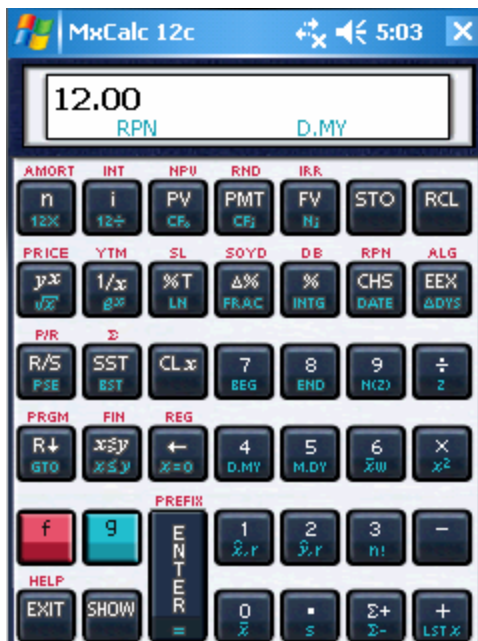 MxCalc 12c 5:03
12.00
RPN D.MY
AMORT INT NPV RND IRR
n i PV PMT FV STO RCL
12X 12÷ CF₀ CFj Nj
PRICE YTM SL SOYD DB RPN ALG
yx 1/x %T Δ% % CHS EEX
√x ex LN FRAC INTG DATE ΔDYS
P/R Σ
R/S SST CLx 7 8 9 ÷
PSE BST BEG END N(Z) Z
PRGM FIN REG
R↓ x≷y ← 4 5 6 ×
GTO x≤y x=0 D.MY M.DY x̄w x²
PREFIX
f g ENTER 1 2 3 −
x̂,r ŷ,r n!
HELP
EXIT SHOW = 0 . Σ+ +
x̄ s Σ− LST X